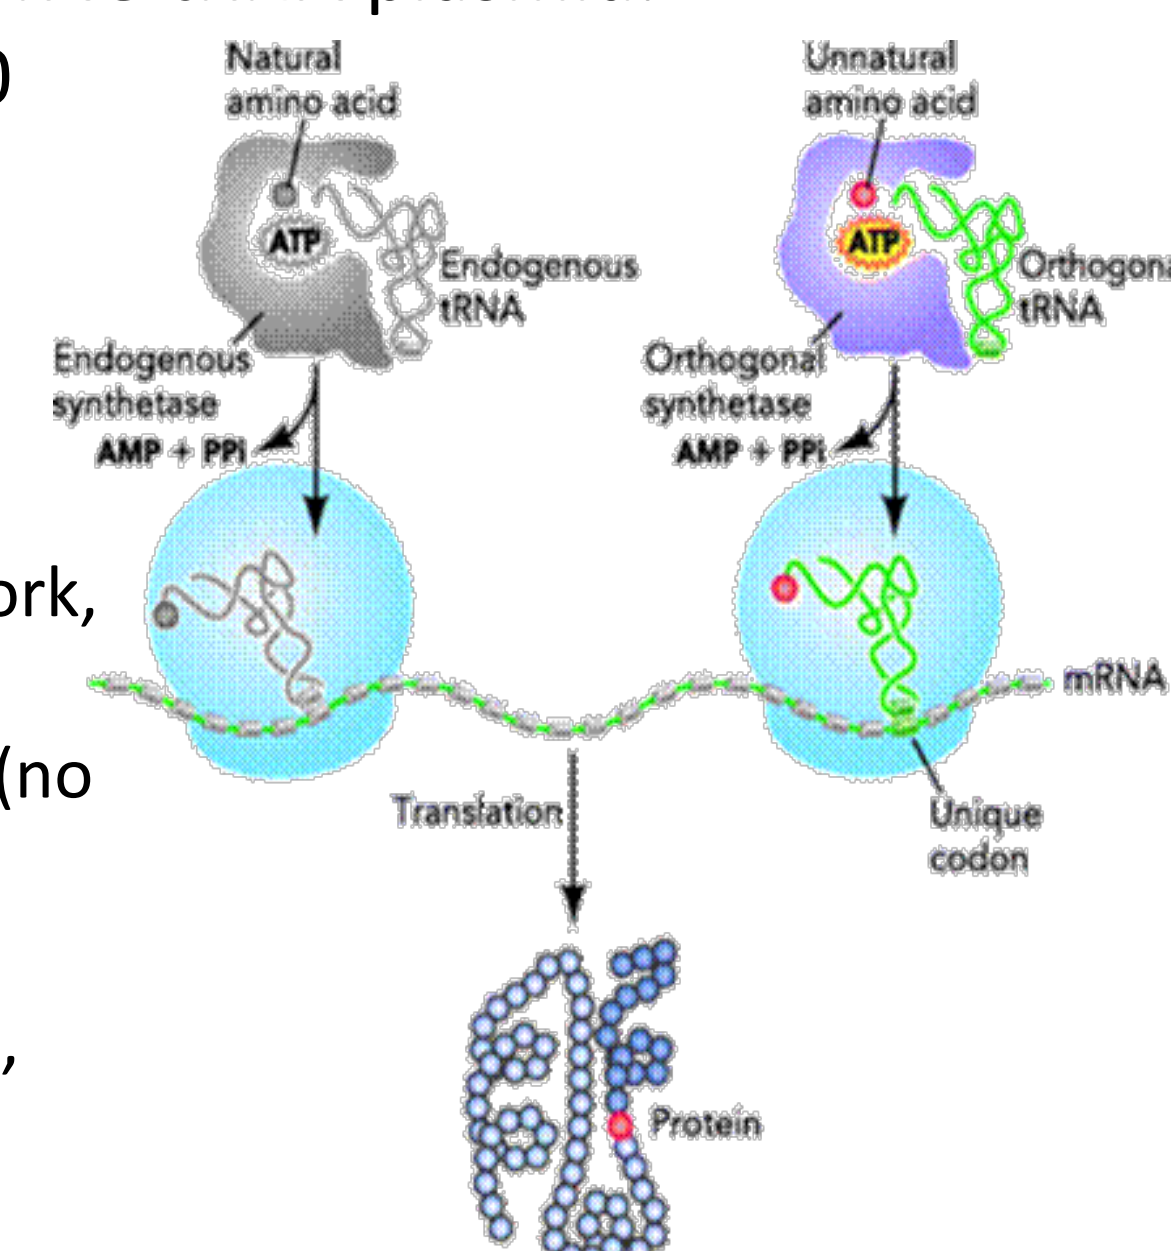 )
Natural
amino acid
Unnatural
amino acid
ATP
ATP
Endogenous
tRNA
Orthogona
tRNA
Endogenous
synthetase
Orthogonal
synthetase
AMP + PPi
AMP + PPi
ork,
mRNA
(no
Translation
Unique
codon
,
Protein